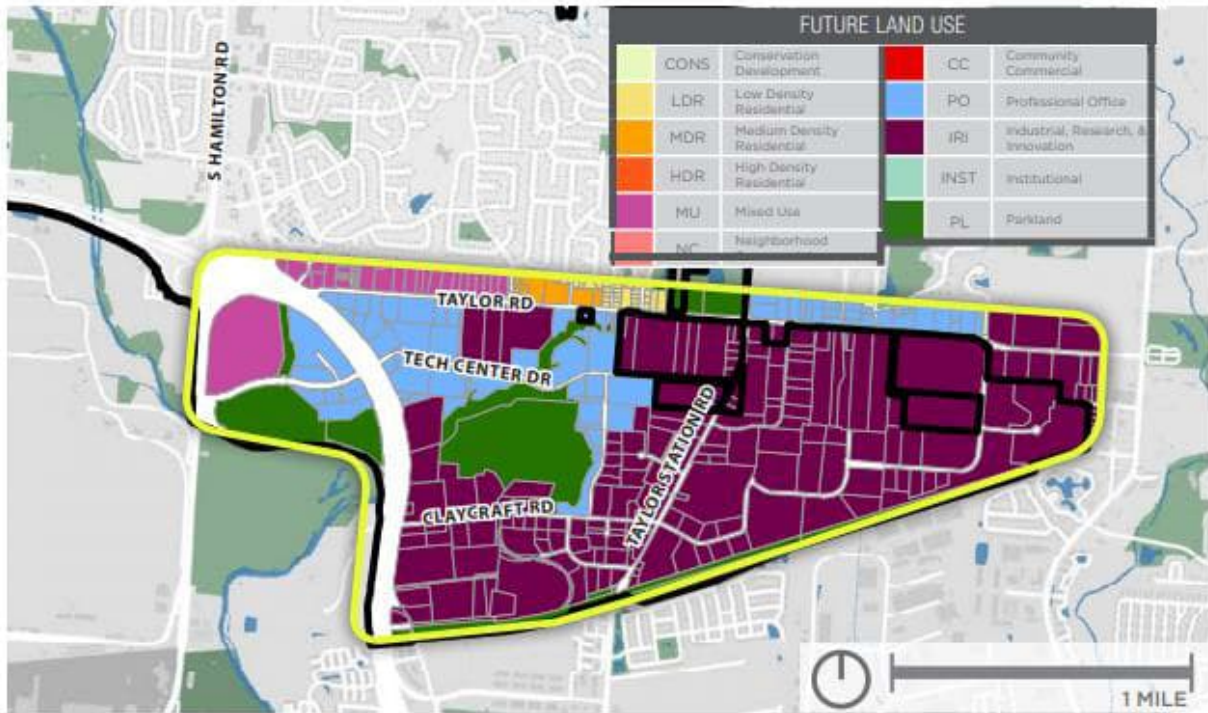 FUTURE LAND USE
CONS Conservation Development
CC Community Commercial
LDR Low Density Residential
PO Professional Office
MDR Medium Density Residential
IRI Industrial, Research, & Innovation
HDR High Density Residential
INST Institutional
MU Mixed Use
PL Parkland
NC Neighborhood
S HAMILTON RD
TAYLOR RD
TECH CENTER DR
TAYLOR STATION RD
CLAYCRAFT RD
1 MILE